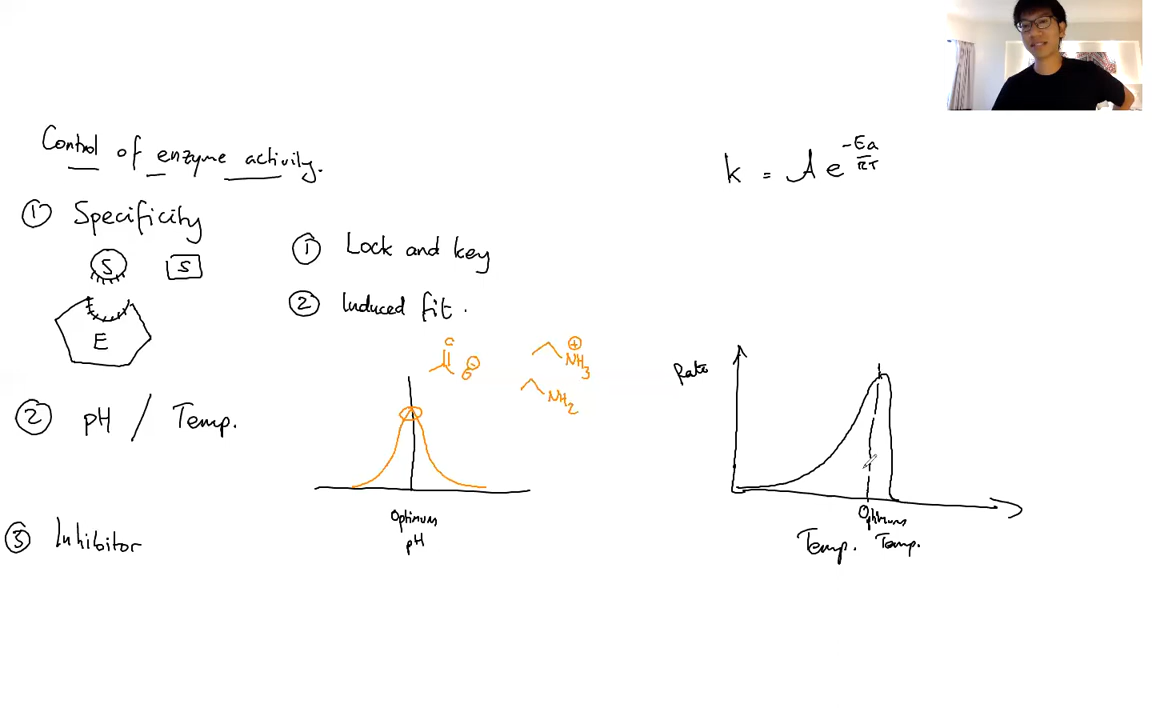 Control of enzyme activity.
① Specificity
S S
E
① Lock and key
② Induced fit.
② pH / Temp.
③ Inhibitor
NH₃ ⊕
NH₂
Optimum
pH
k = A e^(-Ea/RT)
Rate
Optimum
Temp. Temp.